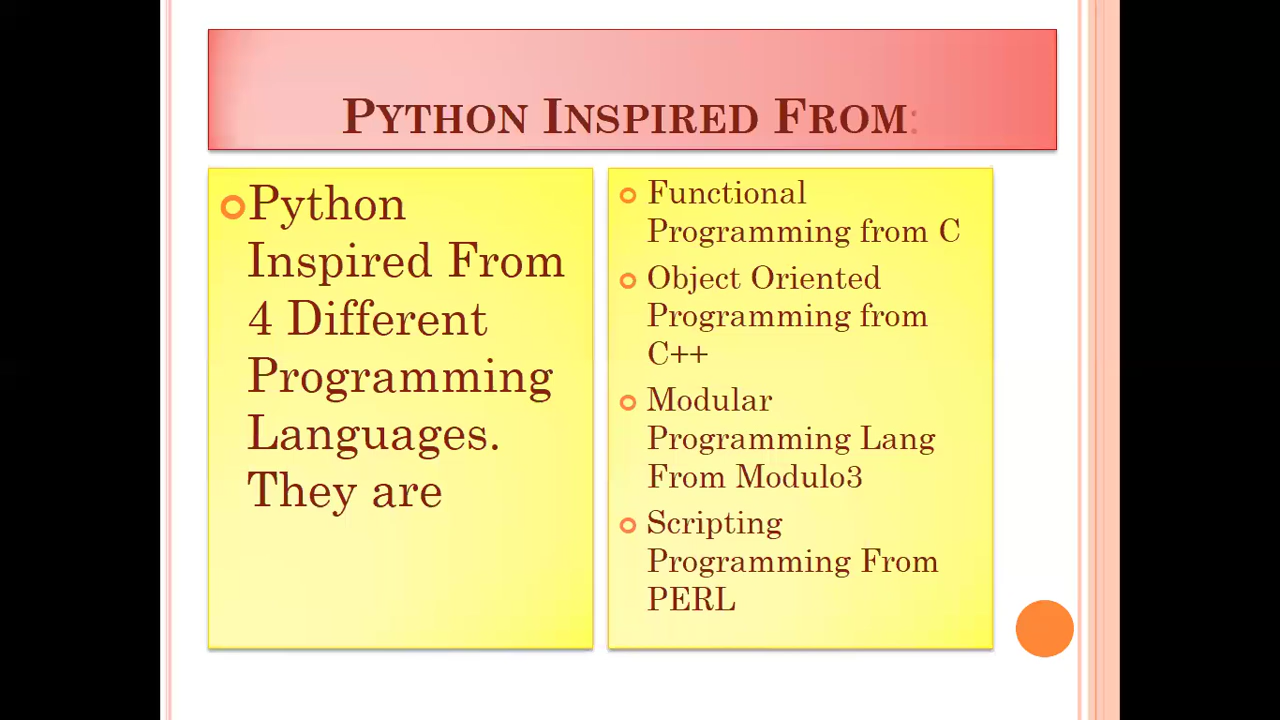 PYTHON INSPIRED FROM:
Python
Inspired From
4 Different
Programming
Languages.
They are
Functional
Programming from C
Object Oriented
Programming from
C++
Modular
Programming Lang
From Modulo3
Scripting
Programming From
PERL